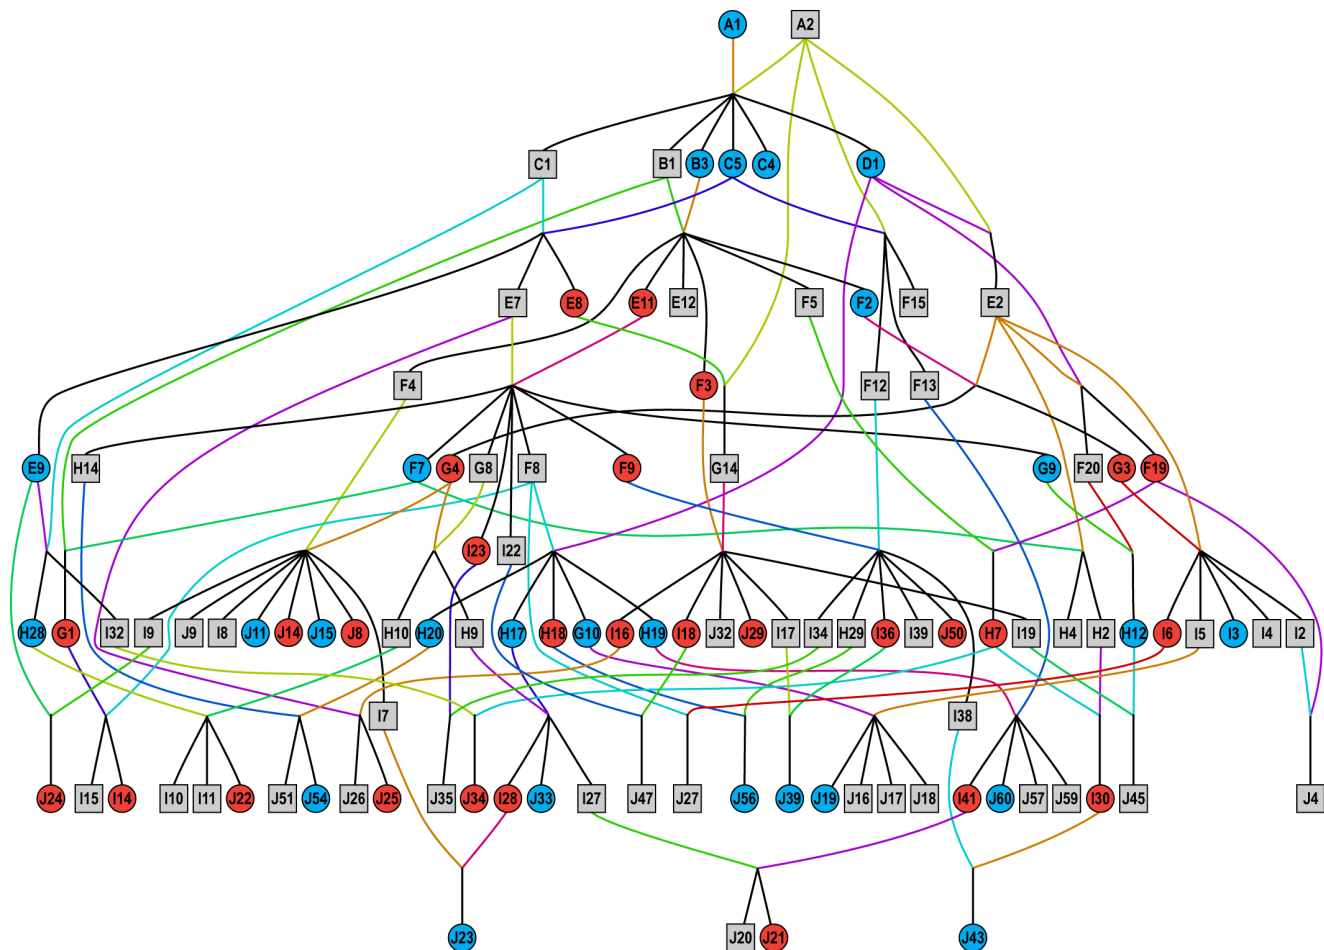 A1 A2
C1 B1 B3 C5 C4 D1
E7 E8 E11 E12 F5 F2 F15 E2
F4 F3 F12 F13
E9 H14 F7 G4 G8 F8 F9 G14 G9 F20 G3 F19
I23 I22
H28 G1 I32 I9 J9 I8 J11 J14 J15 J8 H10 H20 H9 H17 H18 G10 I16 H19 I18 J32 J29 I17 I34 H29 I36 I39 J50 H7 I19 H4 H2 H12 I6 I5 I3 I4 I2
I7 I38
J24 I15 I14 I10 I11 J22 J51 J54 J26 J25 J35 J34 I28 J33 I27 J47 J27 J56 J39 J19 J16 J17 J18 I41 J60 J57 J59 I30 J45 J4
J23 J20 J21 J43